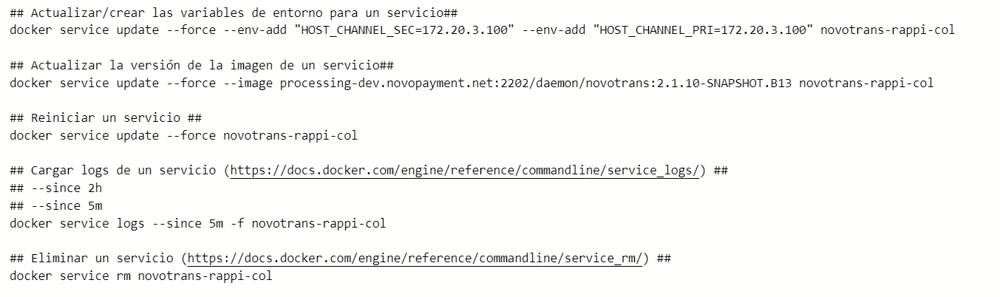 ## Actualizar/crear las variables de entorno para un servicio##
docker service update --force --env-add "HOST_CHANNEL_SEC=172.20.3.100" --env-add "HOST_CHANNEL_PRI=172.20.3.100" novotrans-rappi-col
## Actualizar la versión de la imagen de un servicio##
docker service update --force --image processing-dev.novopayment.net:2202/daemon/novotrans:2.1.10-SNAPSHOT.B13 novotrans-rappi-col
## Reiniciar un servicio ##
docker service update --force novotrans-rappi-col
## Cargar logs de un servicio (https://docs.docker.com/engine/reference/commandline/service_logs/) ##
## --since 2h
## --since 5m
docker service logs --since 5m -f novotrans-rappi-col
## Eliminar un servicio (https://docs.docker.com/engine/reference/commandline/service_rm/) ##
docker service rm novotrans-rappi-col